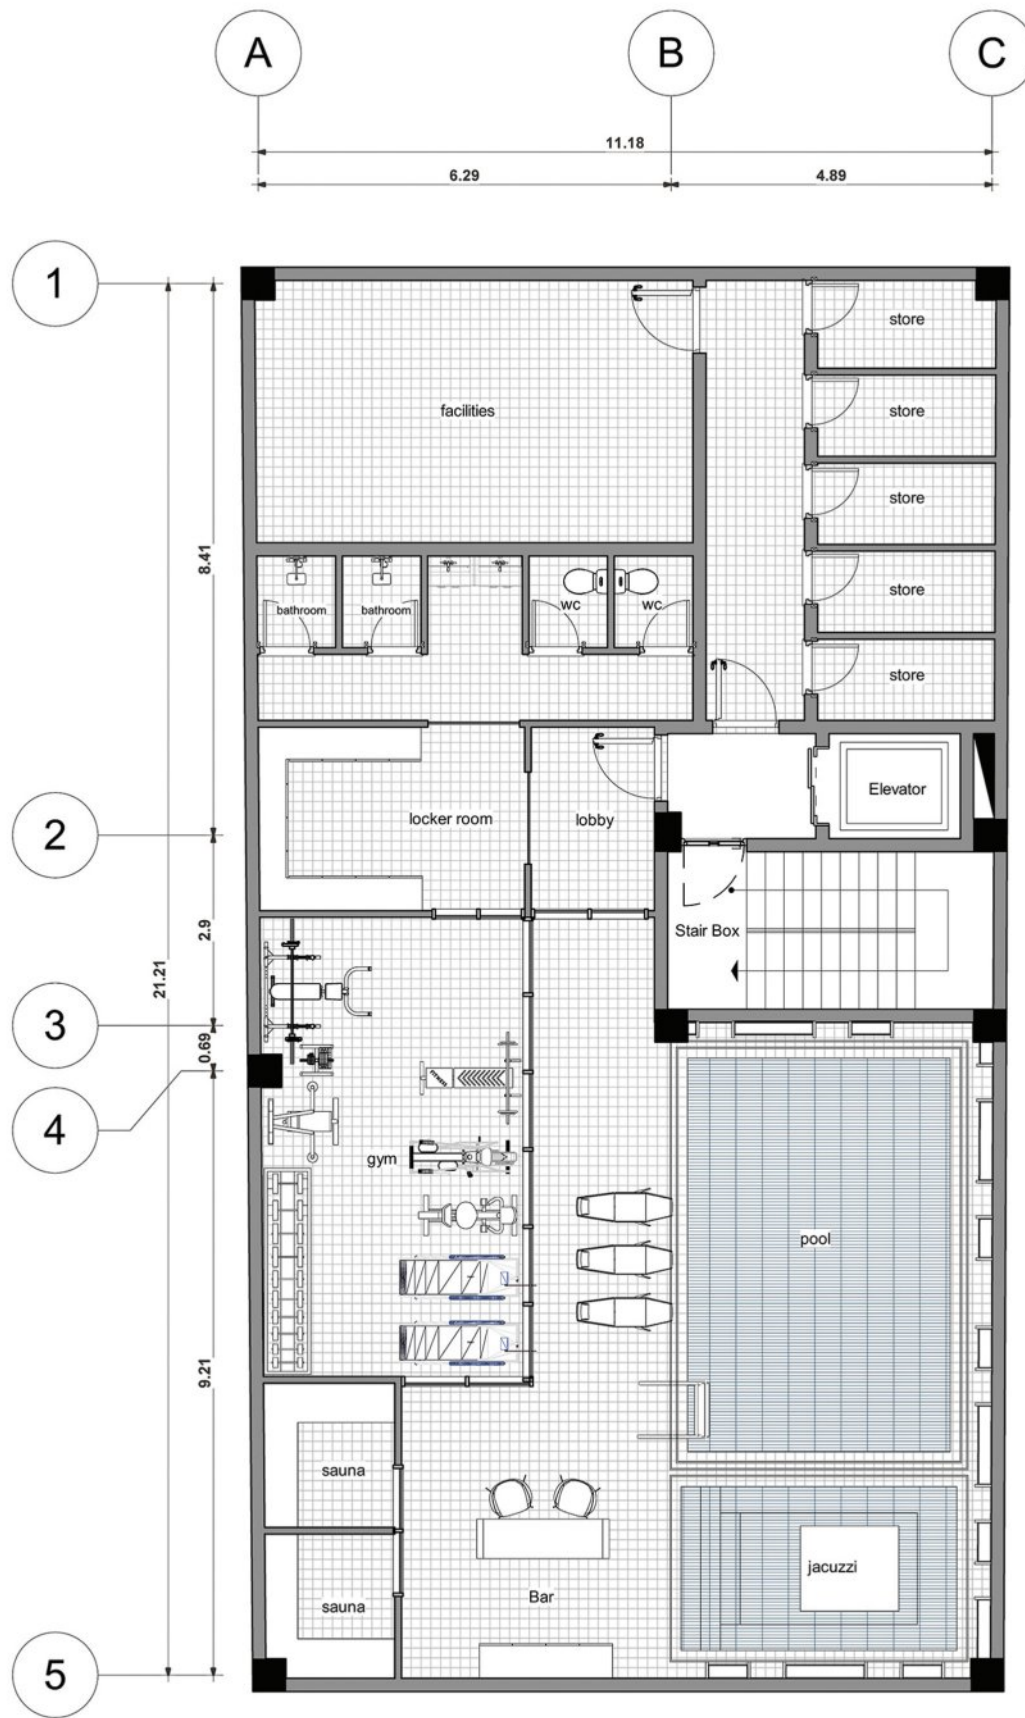 A
B
C
11.18
6.29
4.89
1
store
facilities
store
8.41
store
store
bathroom
bathroom
wc
wc
store
Elevator
2
locker room
lobby
2.9
Stair Box
21.21
3
0.69
4
FITNESS
gym
pool
9.21
sauna
jacuzzi
Bar
sauna
5